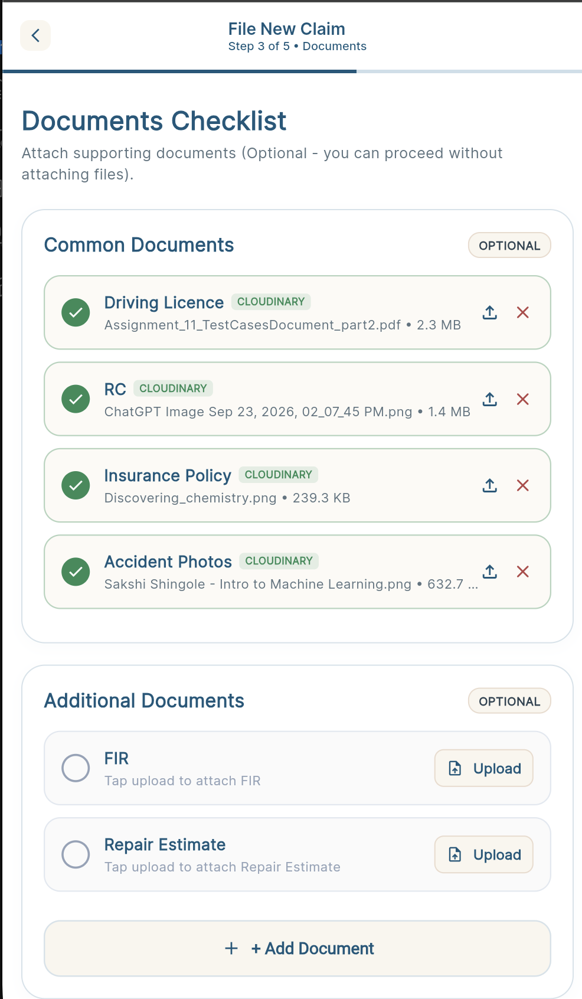 File New Claim
Step 3 of 5 • Documents
Documents Checklist
Attach supporting documents (Optional - you can proceed without
attaching files).
Common Documents
OPTIONAL
Driving Licence CLOUDINARY
Assignment_11_TestCasesDocument_part2.pdf • 2.3 MB
RC CLOUDINARY
ChatGPT Image Sep 23, 2026, 02_07_45 PM.png • 1.4 MB
Insurance Policy CLOUDINARY
Discovering_chemistry.png • 239.3 KB
Accident Photos CLOUDINARY
Sakshi Shingole - Intro to Machine Learning.png • 632.7 ...
Additional Documents
OPTIONAL
FIR
Tap upload to attach FIR
Upload
Repair Estimate
Tap upload to attach Repair Estimate
Upload
+ + Add Document